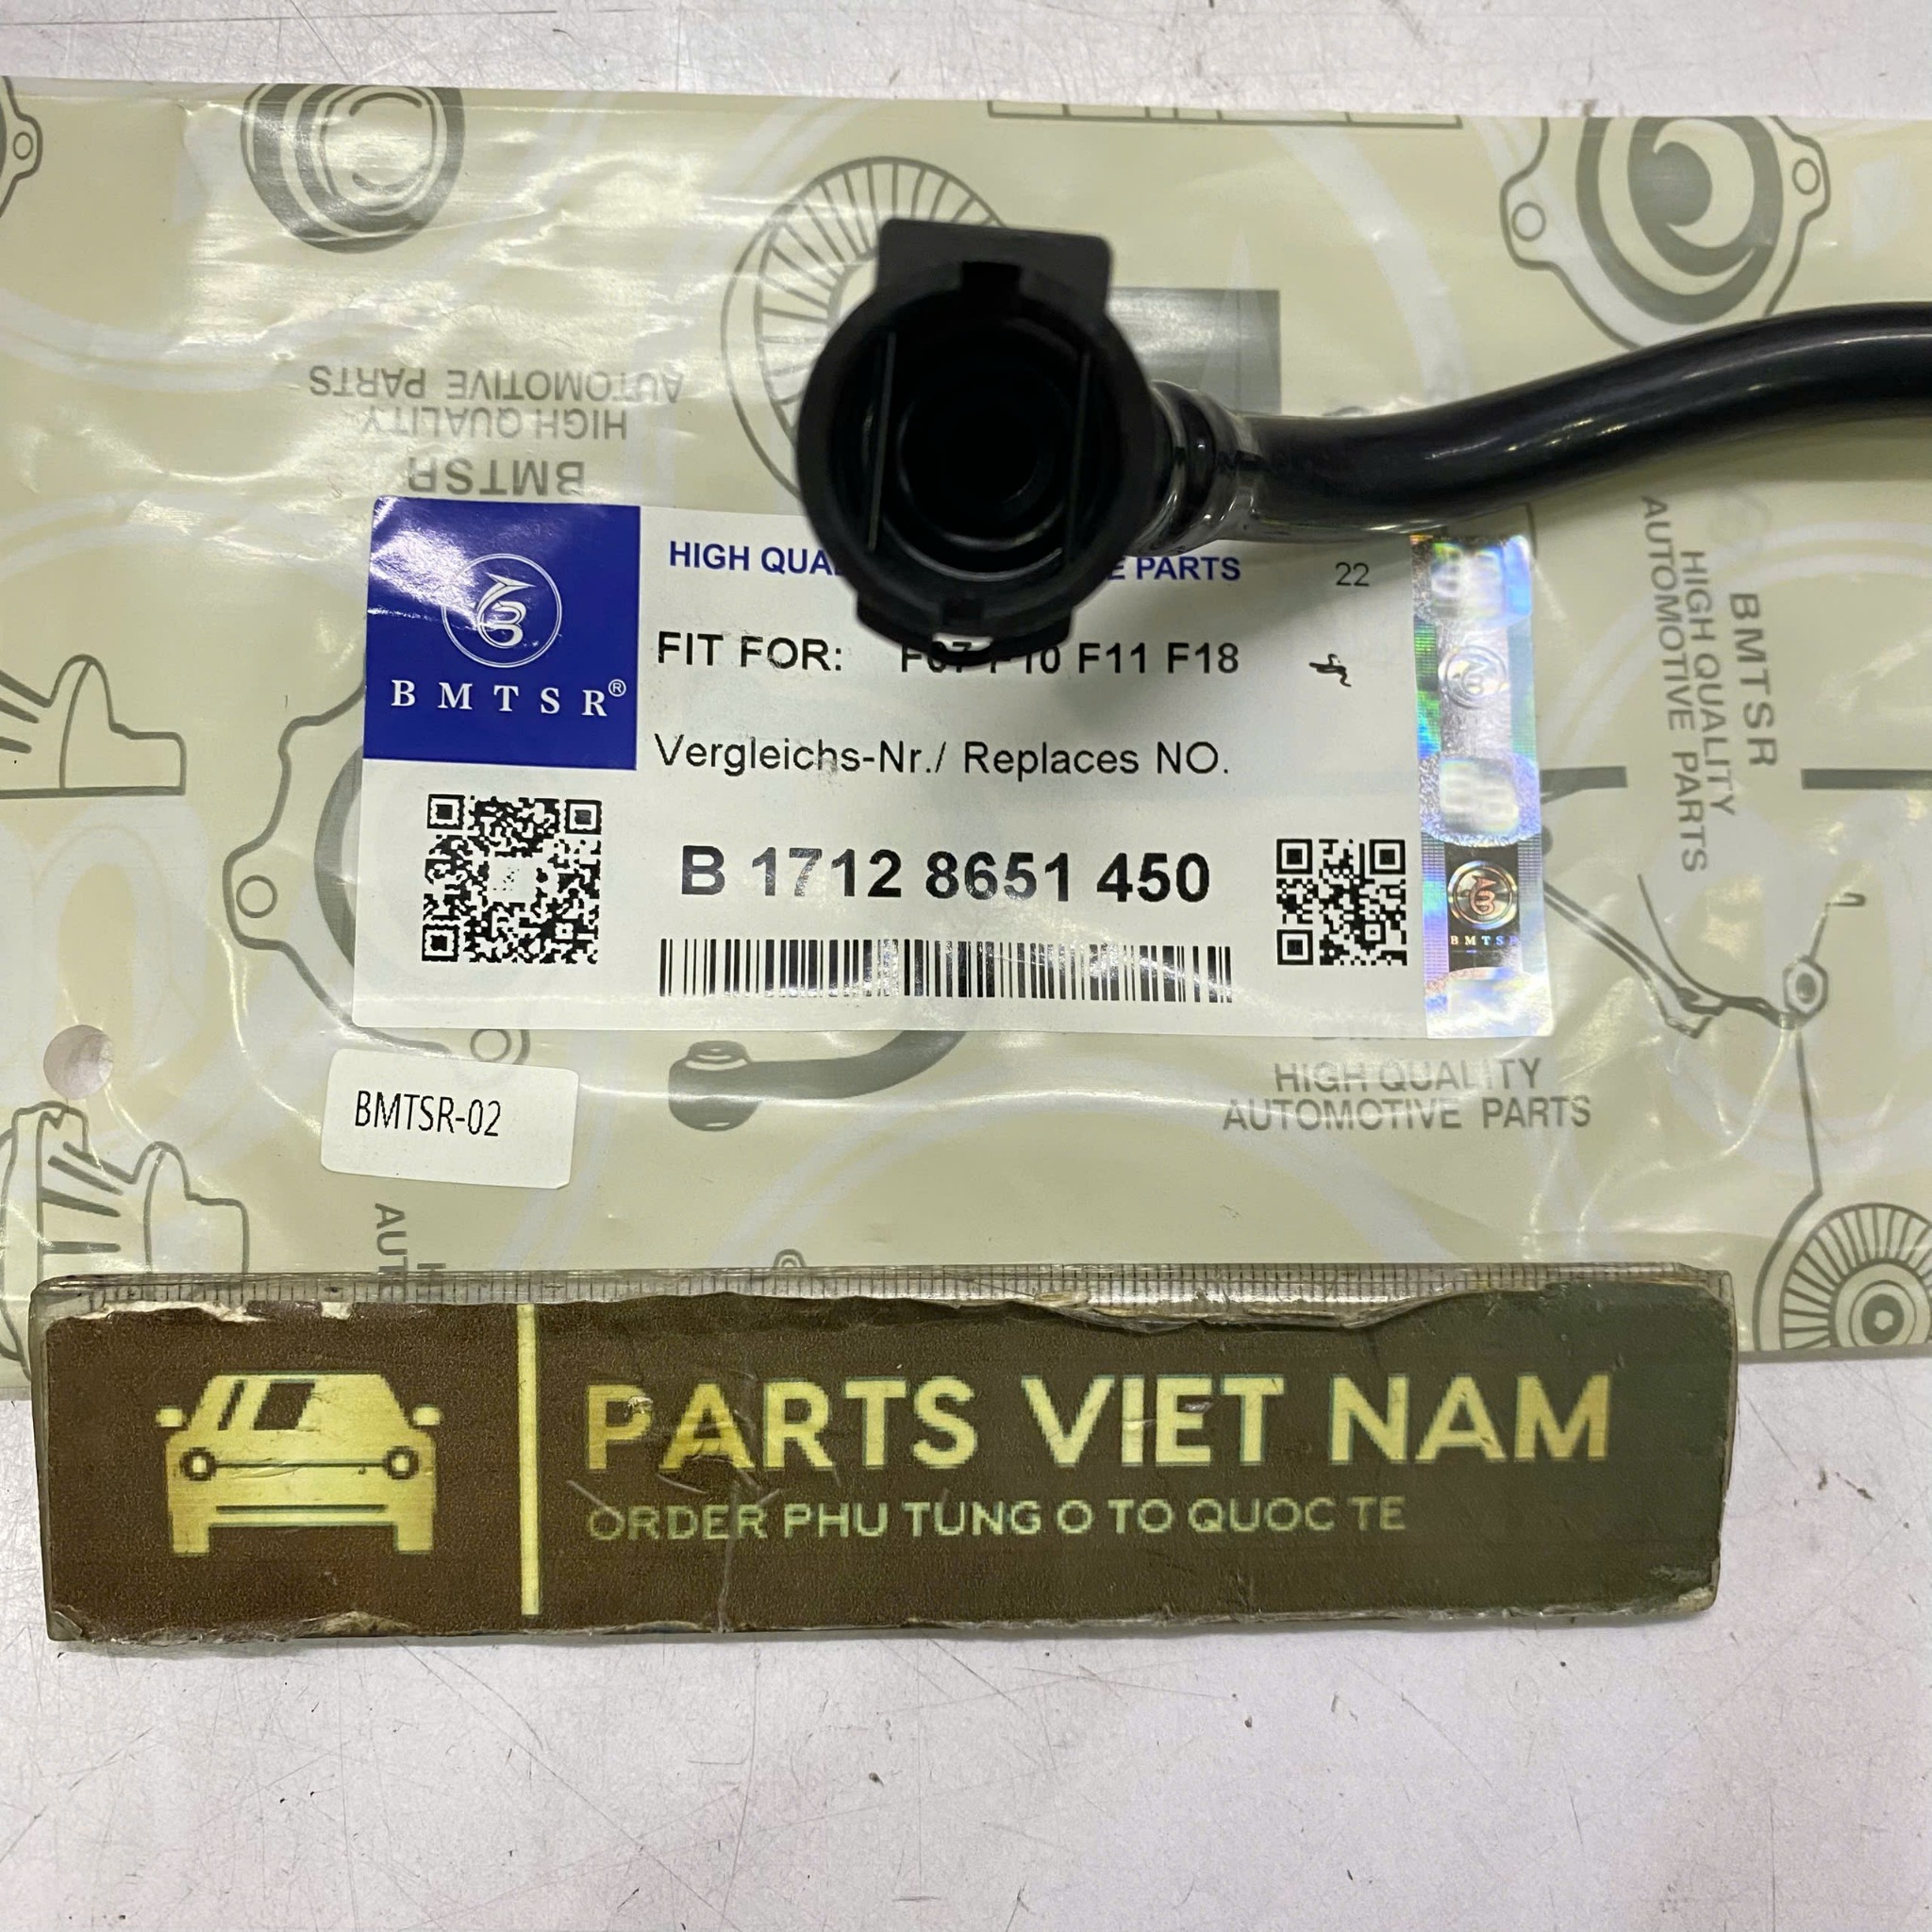 AUTOMOTIVE PARTS
HIGH QUALITY
BMTSR
HIGH PARTS
22
BMTSR®
FIT FOR: F07 F10 F11 F18
Vergleichs-Nr./ Replaces NO.
B 1712 8651 450
BMTSR
BMTSR
HIGH QUALITY
AUTOMOTIVE PARTS
HIGH QUALITY
AUTOMOTIVE PARTS
BMTSR-02
PARTS VIET NAM
ORDER PHU TUNG O TO QUOC TE